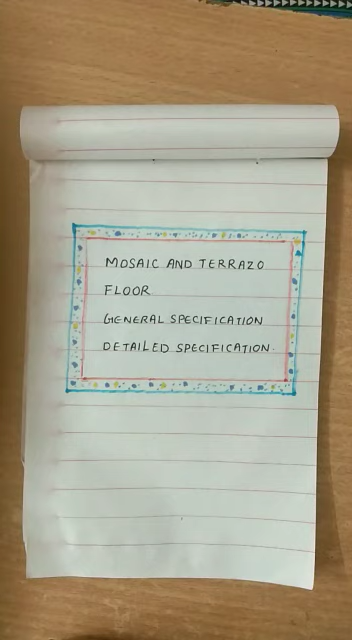 MOSAIC AND TERRAZO
FLOOR
GENERAL SPECIFICATION
DETAILED SPECIFICATION.